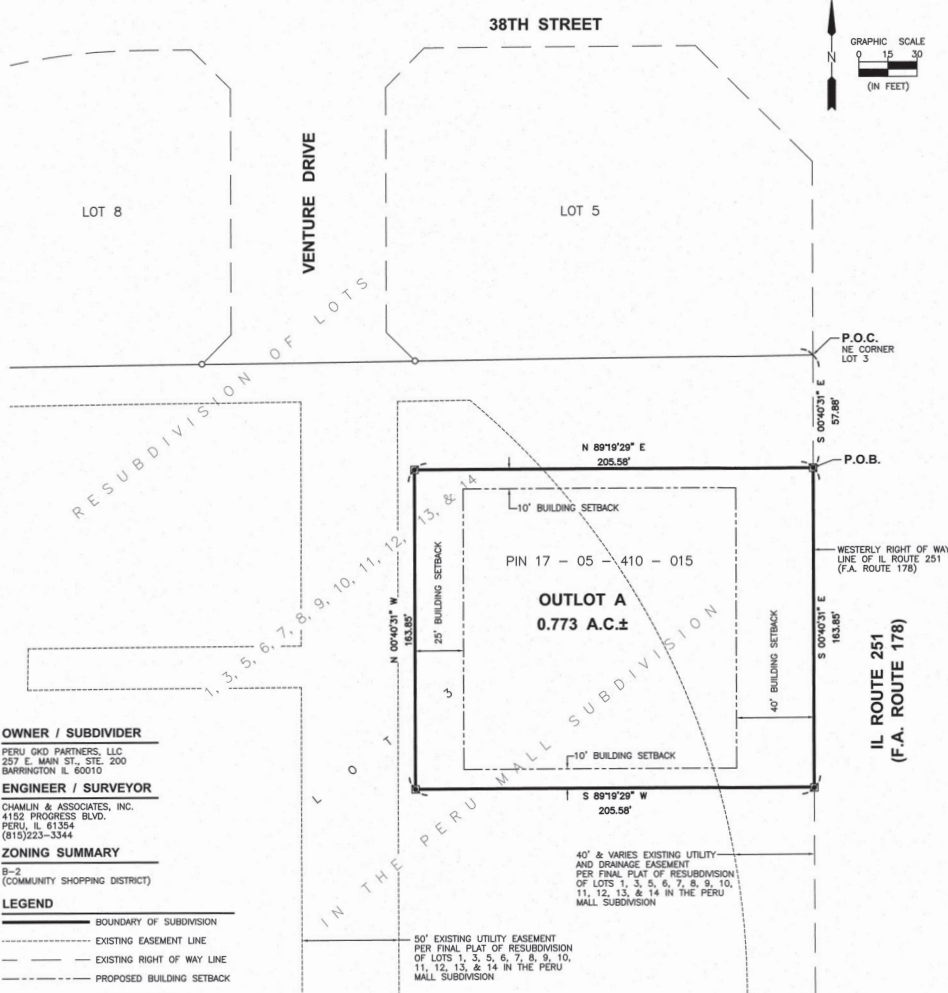 38TH STREET
N
GRAPHIC SCALE
0 15 30
(IN FEET)
LOT 8
VENTURE DRIVE
LOT 5
RESUBDIVISION OF LOTS
1, 3, 5, 6, 7, 8, 9, 10, 11, 12, 13, & 14
IN THE PERU MALL SUBDIVISION
P.O.C.
NE CORNER
LOT 3
S 00°40'31" E
57.88'
P.O.B.
N 89°19'29" E
205.58'
10' BUILDING SETBACK
PIN 17 - 05 - 410 - 015
OUTLOT A
0.773 A.C.±
25' BUILDING SETBACK
N 00°40'31" W
163.85'
40' BUILDING SETBACK
S 00°40'31" E
163.85'
WESTERLY RIGHT OF WAY
LINE OF IL ROUTE 251
(F.A. ROUTE 178)
IL ROUTE 251
(F.A. ROUTE 178)
LOT 3
10' BUILDING SETBACK
S 89°19'29" W
205.58'
OWNER / SUBDIVIDER
PERU GKD PARTNERS, LLC
257 E. MAIN ST., STE. 200
BARRINGTON IL 60010
ENGINEER / SURVEYOR
CHAMLIN & ASSOCIATES, INC.
4152 PROGRESS BLVD.
PERU, IL 61354
(815)223-3344
ZONING SUMMARY
B-2
(COMMUNITY SHOPPING DISTRICT)
LEGEND
BOUNDARY OF SUBDIVISION
EXISTING EASEMENT LINE
EXISTING RIGHT OF WAY LINE
PROPOSED BUILDING SETBACK
40' & VARIES EXISTING UTILITY
AND DRAINAGE EASEMENT
PER FINAL PLAT OF RESUBDIVISION
OF LOTS 1, 3, 5, 6, 7, 8, 9, 10,
11, 12, 13, & 14 IN THE PERU
MALL SUBDIVISION
50' EXISTING UTILITY EASEMENT
PER FINAL PLAT OF RESUBDIVISION
OF LOTS 1, 3, 5, 6, 7, 8, 9, 10,
11, 12, 13, & 14 IN THE PERU
MALL SUBDIVISION